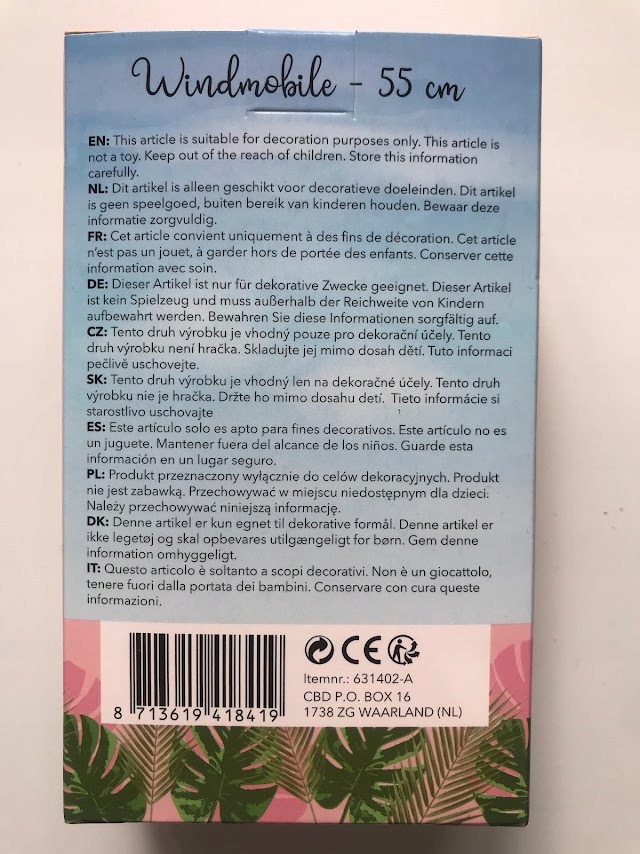 Windmobile - 55 cm
EN: This article is suitable for decoration purposes only. This article is
not a toy. Keep out of the reach of children. Store this information
carefully.
NL: Dit artikel is alleen geschikt voor decoratieve doeleinden. Dit artikel
is geen speelgoed, buiten bereik van kinderen houden. Bewaar deze
informatie zorgvuldig.
FR: Cet article convient uniquement à des fins de décoration. Cet article
n'est pas un jouet, à garder hors de portée des enfants. Conserver cette
information avec soin.
DE: Dieser Artikel ist nur für dekorative Zwecke geeignet. Dieser Artikel
ist kein Spielzeug und muss außerhalb der Reichweite von Kindern
aufbewahrt werden. Bewahren Sie diese Informationen sorgfältig auf.
CZ: Tento druh výrobku je vhodný pouze pro dekorační účely. Tento
druh výrobku není hračka. Skladujte jej mimo dosah dětí. Tuto informaci
pečlivě uschovejte.
SK: Tento druh výrobku je vhodný len na dekoračné účely. Tento druh
výrobku nie je hračka. Držte ho mimo dosahu detí. Tieto informácie si
starostlivo uschovajte
ES: Este artículo solo es apto para fines decorativos. Este artículo no es
un juguete. Mantener fuera del alcance de los niños. Guarde esta
información en un lugar seguro.
PL: Produkt przeznaczony wyłącznie do celów dekoracyjnych. Produkt
nie jest zabawką. Przechowywać w miejscu niedostępnym dla dzieci.
Należy przechowywać niniejszą informację.
DK: Denne artikel er kun egnet til dekorative formål. Denne artikel er
ikke legetøj og skal opbevares utilgængeligt for børn. Gem denne
information omhyggeligt.
IT: Questo articolo è soltanto a scopi decorativi. Non è un giocattolo,
tenere fuori dalla portata dei bambini. Conservare con cura queste
informazioni.
CE
Itemnr.: 631402-A
CBD P.O. BOX 16
1738 ZG WAARLAND (NL)
8 713619 418419